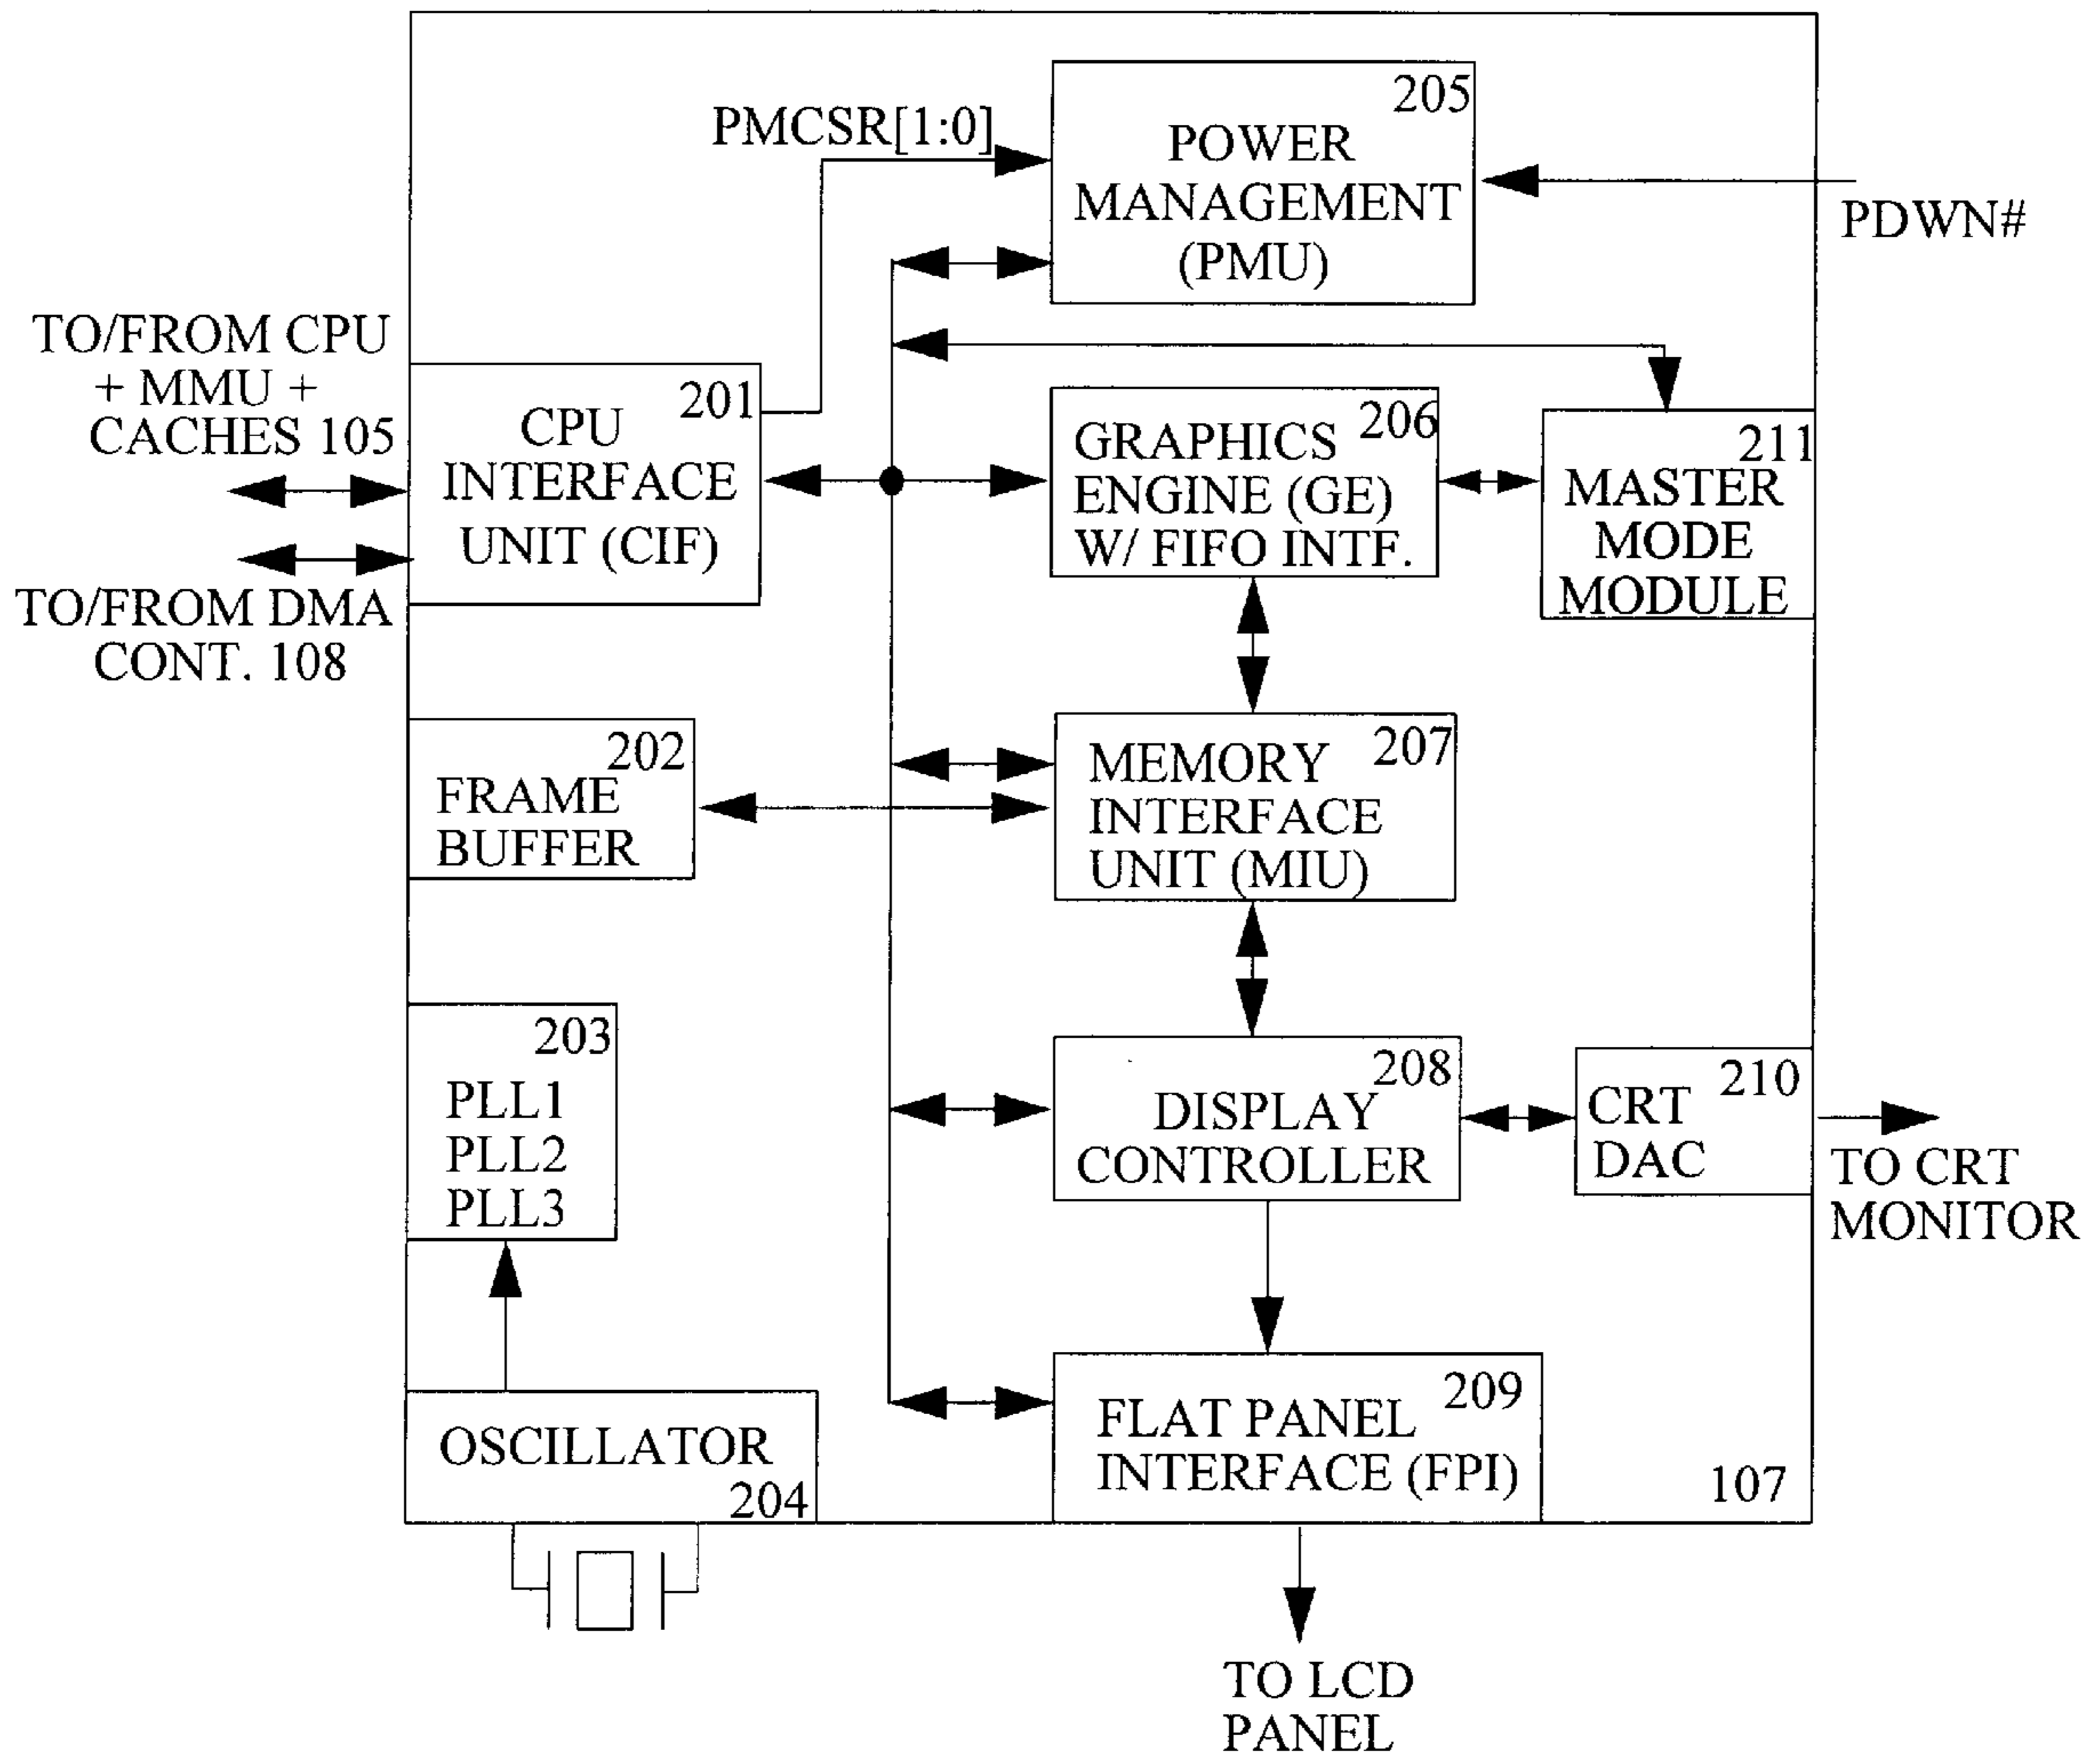 205
POWER
MANAGEMENT
(PMU)
PMCSR[1:0]
PDWN#
TO/FROM CPU
+ MMU +
CACHES 105
201
CPU
INTERFACE
UNIT (CIF)
TO/FROM DMA
CONT. 108
206
GRAPHICS
ENGINE (GE)
W/ FIFO INTF.
211
MASTER
MODE
MODULE
202
FRAME
BUFFER
207
MEMORY
INTERFACE
UNIT (MIU)
203
PLL1
PLL2
PLL3
208
DISPLAY
CONTROLLER
210
CRT
DAC
TO CRT
MONITOR
OSCILLATOR
204
209
FLAT PANEL
INTERFACE (FPI)
107
TO LCD
PANEL